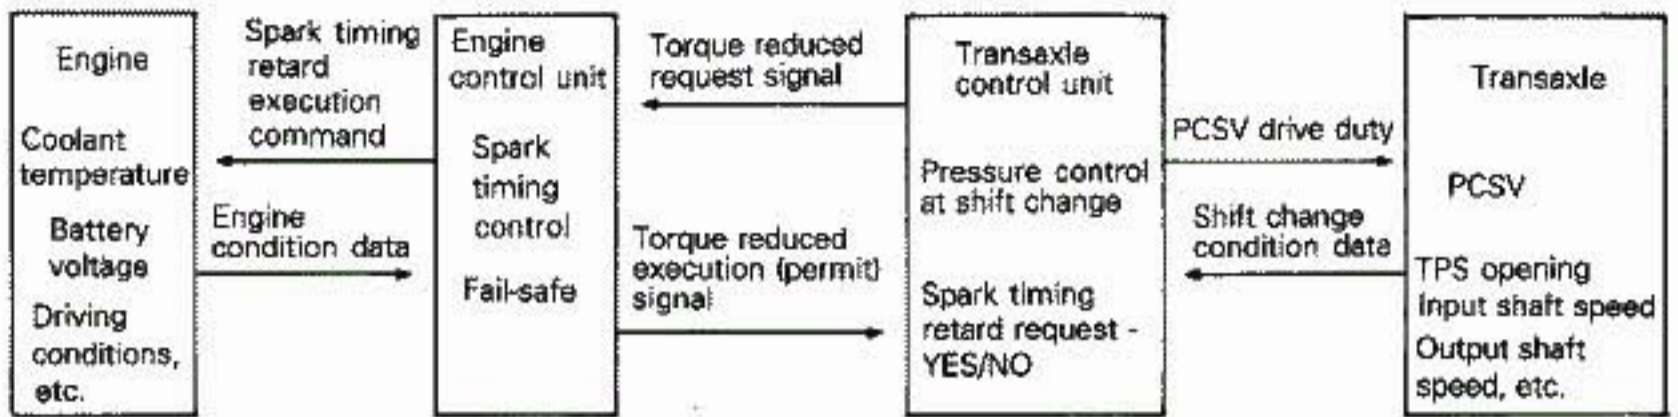 Engine
Coolant
temperature
Battery
voltage
Driving
conditions,
etc.
Spark timing
retard
execution
command
Engine
condition data
Engine
control unit
Spark
timing
control
Fail-safe
Torque reduced
request signal
Torque reduced
execution (permit)
signal
Transaxle
control unit
Pressure control
at shift change
Spark timing
retard request -
YES/NO
PCSV drive duty
Shift change
condition data
Transaxle
PCSV
TPS opening
Input shaft speed
Output shaft
speed, etc.